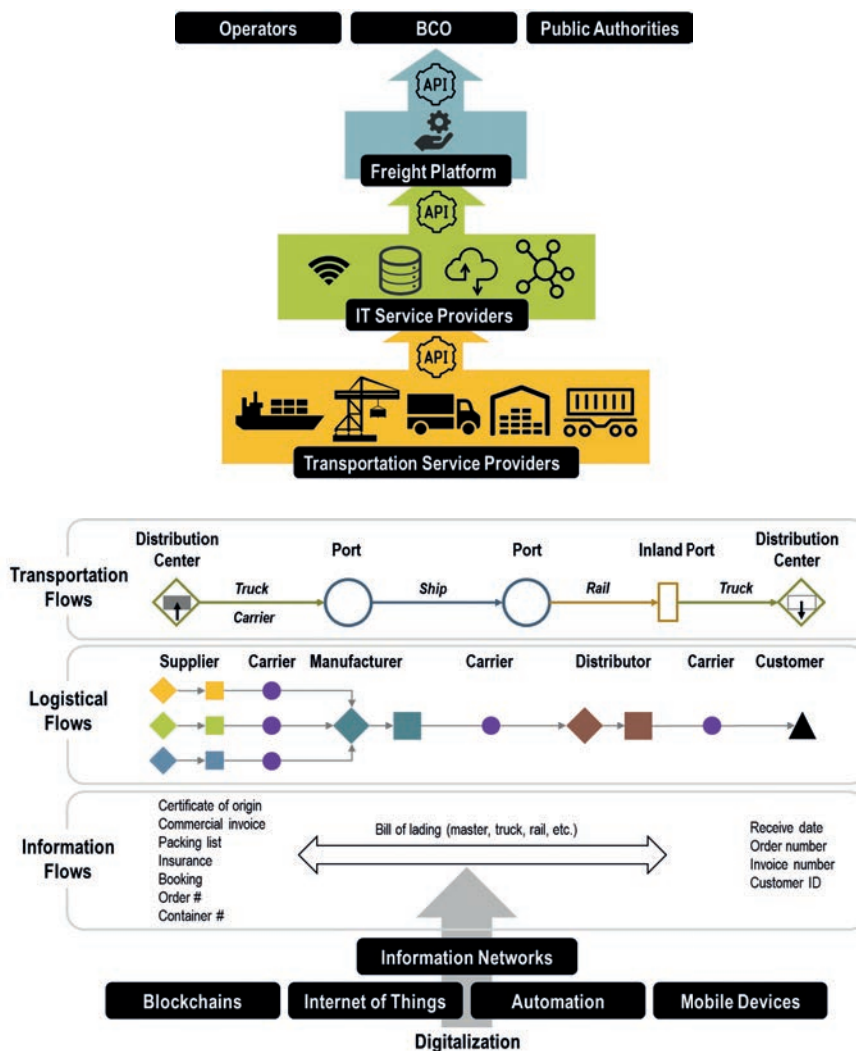 Operators
BCO
Public Authorities
API
Freight Platform
API
IT Service Providers
API
Transportation Service Providers
Transportation
Flows
Distribution
Center
Port
Port
Inland Port
Distribution
Center
Truck
Carrier
Ship
Rail
Truck
Logistical
Flows
Supplier
Carrier
Manufacturer
Carrier
Distributor
Carrier
Customer
Information
Flows
Certificate of origin
Commercial invoice
Packing list
Insurance
Booking
Order #
Container #
Bill of lading (master, truck, rail, etc.)
Receive date
Order number
Invoice number
Customer ID
Information Networks
Blockchains
Internet of Things
Automation
Mobile Devices
Digitalization